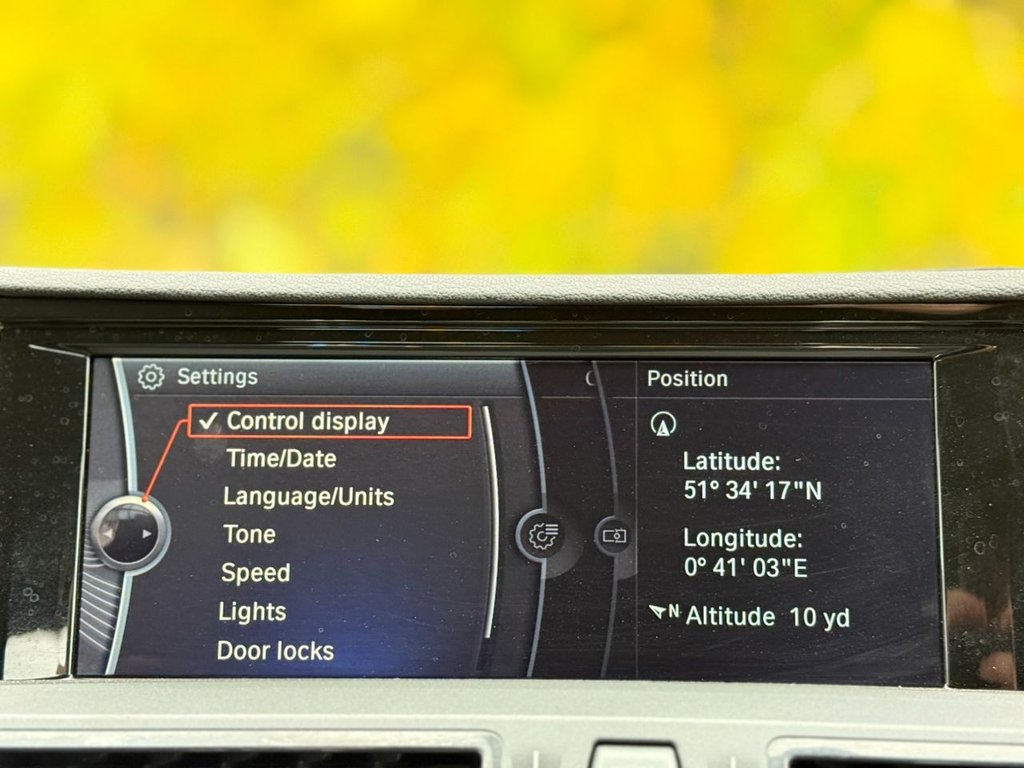 Settings
✓ Control display
Time/Date
Language/Units
Tone
Speed
Lights
Door locks
Position
Latitude:
51° 34' 17"N
Longitude:
0° 41' 03"E
N Altitude 10 yd